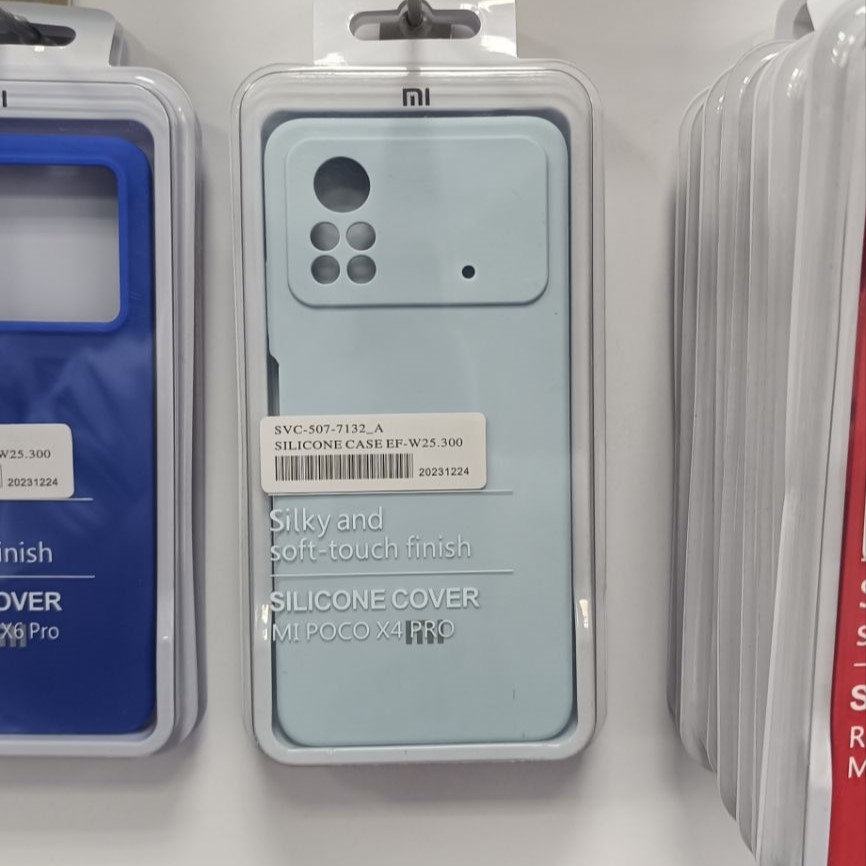 MI
SVC-507-7132_A
SILICONE CASE EF-W25.300
20231224
Silky and
soft-touch finish
SILICONE COVER
MI POCO X4 PRO
MI
W25.300
20231224
inish
OVER
X6 Pro
S
S
S
R
M